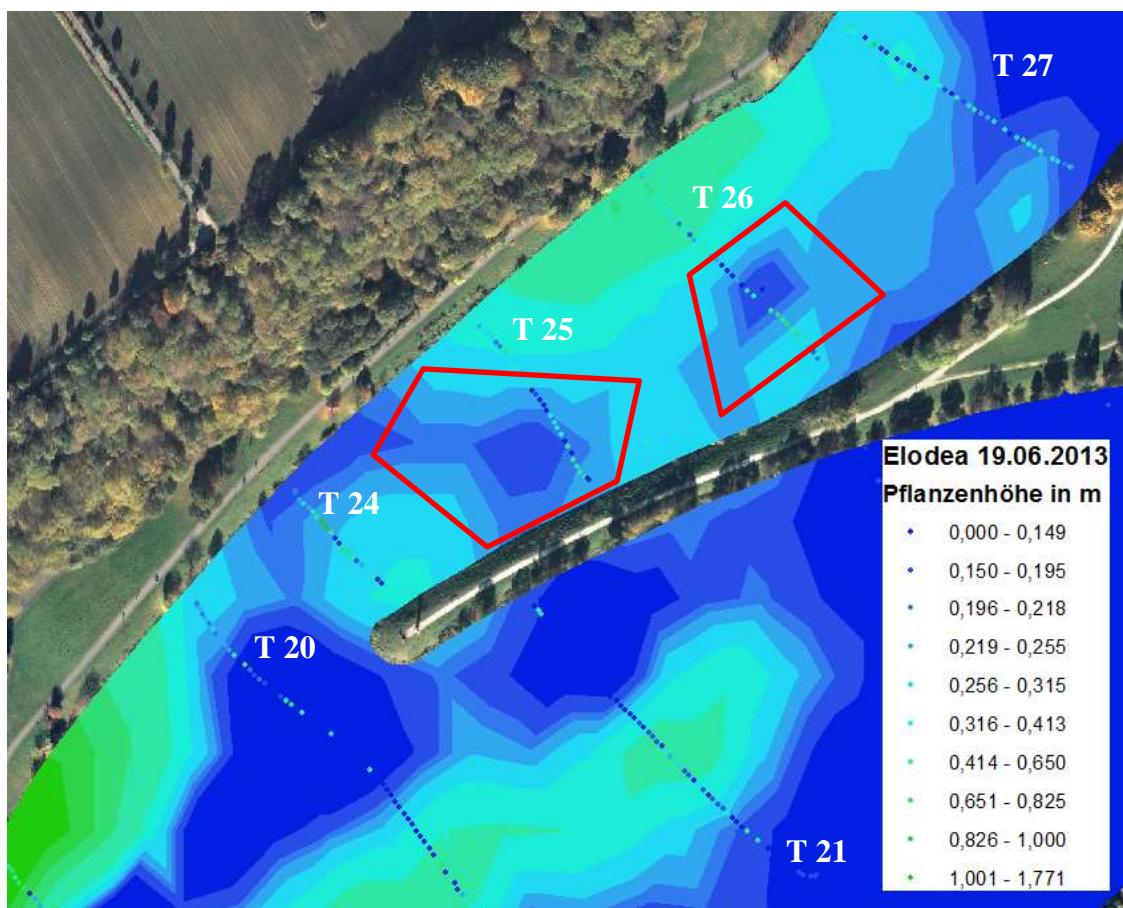 T 27
T 26
T 25
T 24
T 20
T 21
Elodea 19.06.2013
Pflanzenhöhe in m
0,000 - 0,149
0,150 - 0,195
0,196 - 0,218
0,219 - 0,255
0,256 - 0,315
0,316 - 0,413
0,414 - 0,650
0,651 - 0,825
0,826 - 1,000
1,001 - 1,771